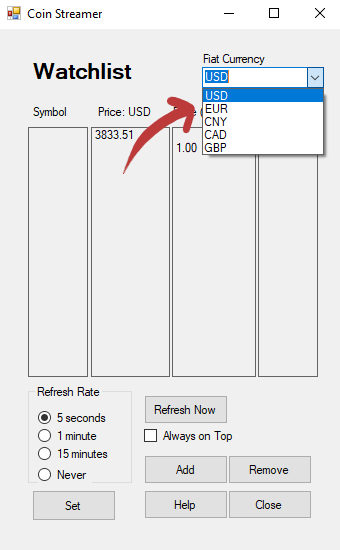 Coin Streamer
Fiat Currency
Watchlist
USD
USD
EUR
CNY
CAD
GBP
Symbol
Price: USD
3833.51
1.00
Refresh Rate
5 seconds
1 minute
15 minutes
Never
Refresh Now
Always on Top
Add
Remove
Set
Help
Close